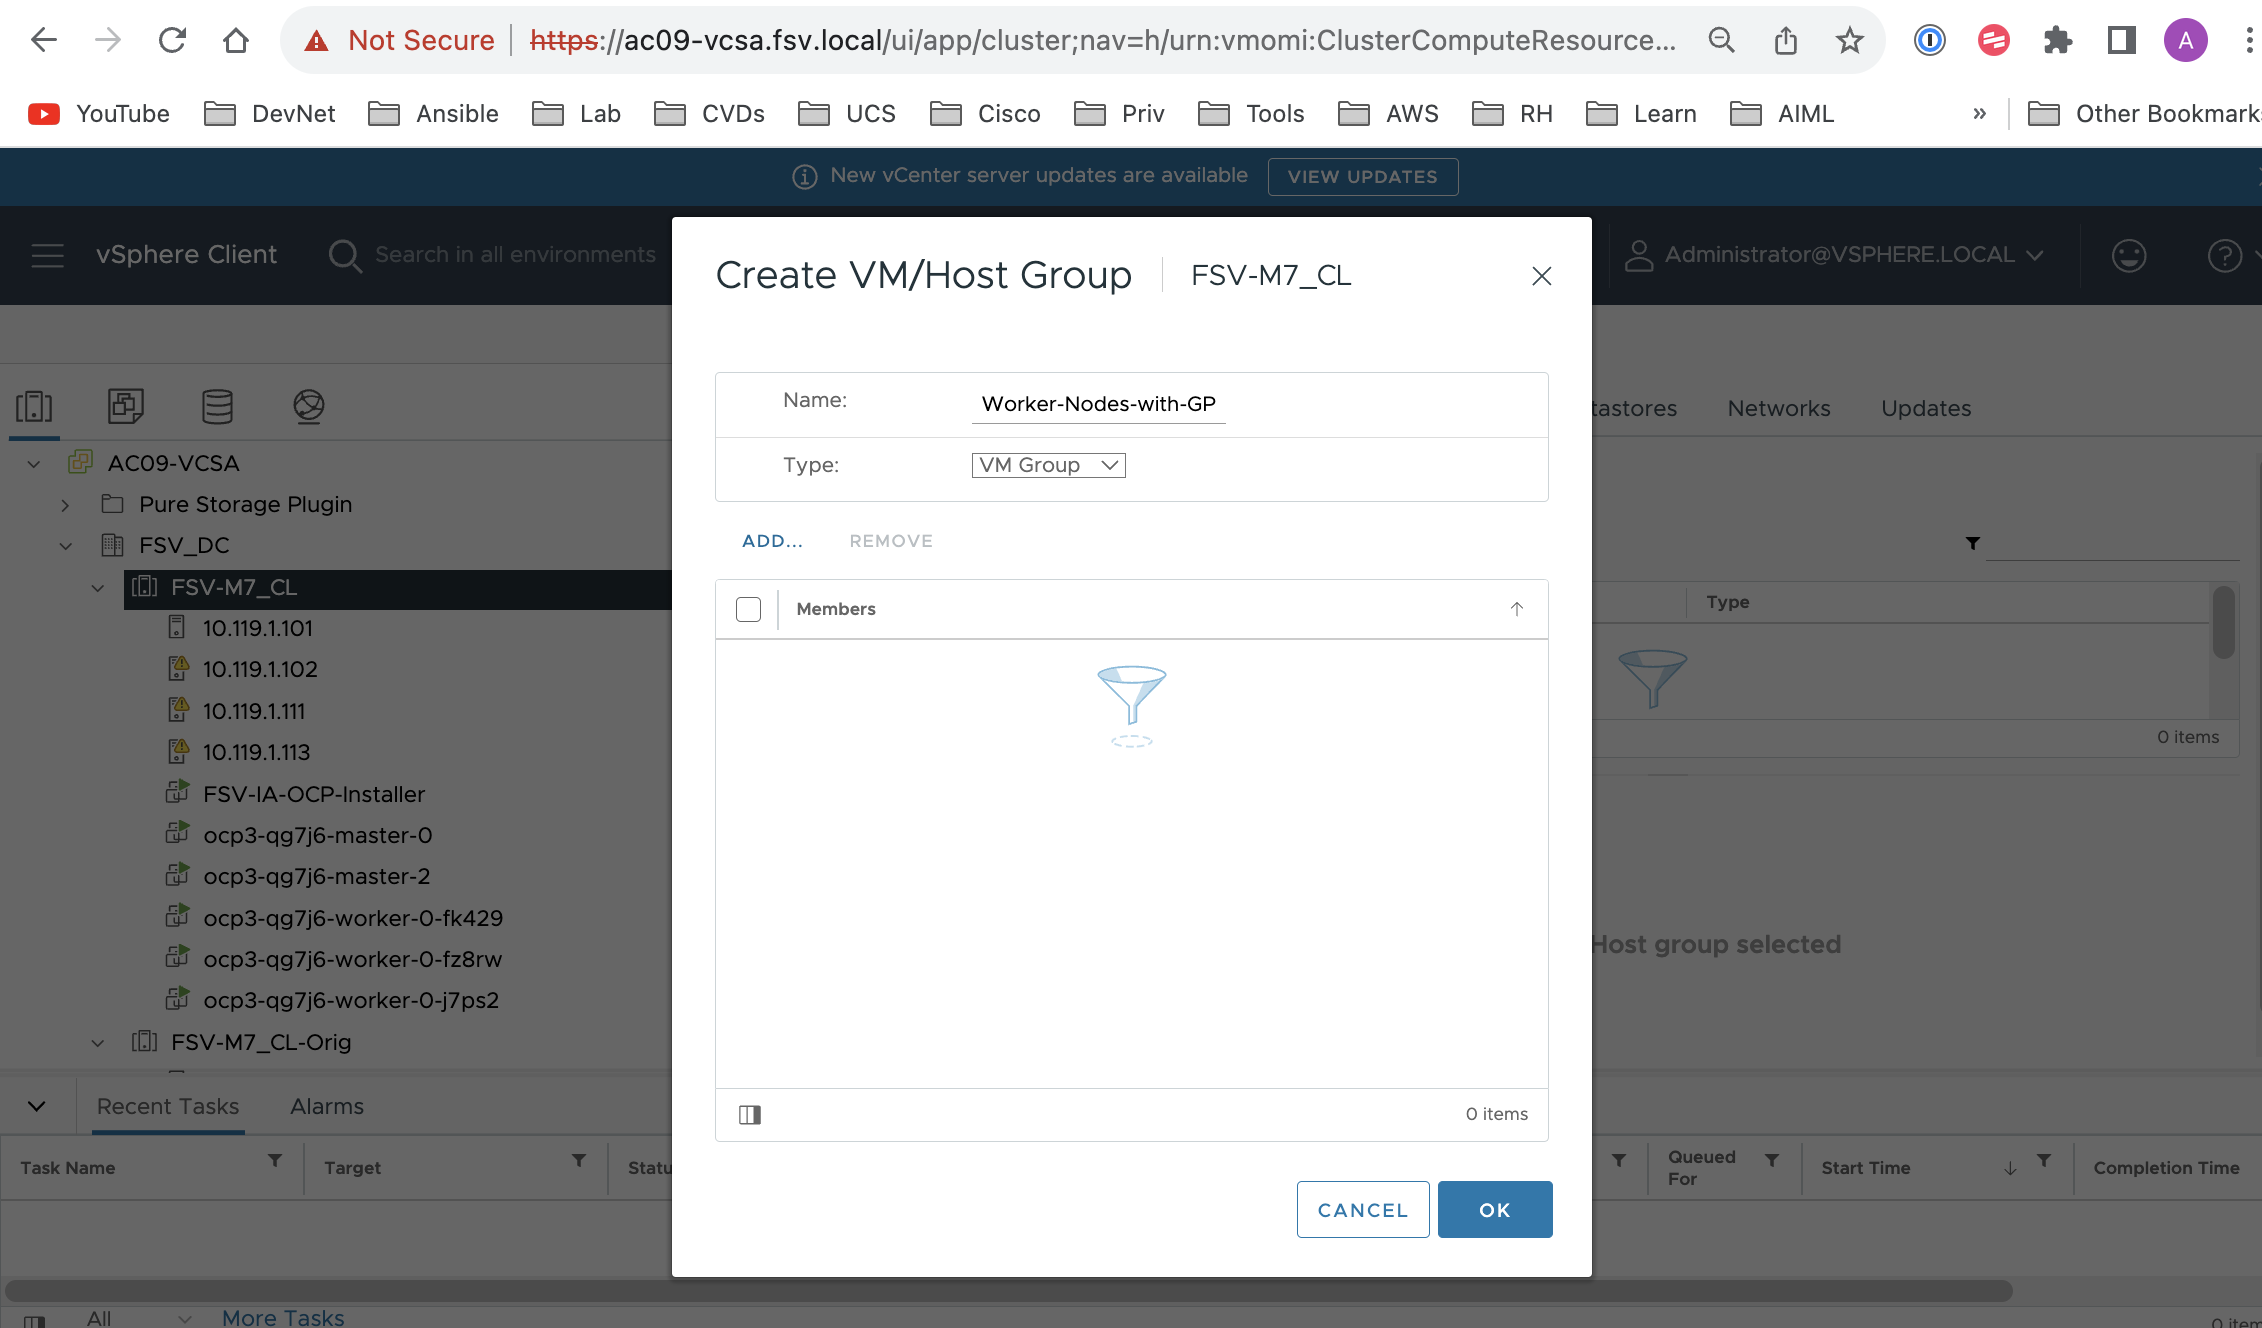 Not Secure https://ac09-vcsa.fsv.local/ui/app/cluster;nav=h/urn:vmomi:ClusterComputeResource... A
YouTube DevNet Ansible Lab CVDs UCS Cisco Priv Tools AWS RH Learn AIML » Other Bookmarks
New vCenter server updates are available VIEW UPDATES
vSphere Client Search in all environments Administrator@VSPHERE.LOCAL
Create VM/Host Group FSV-M7_CL
Name: Worker-Nodes-with-GP
Type: VM Group
ADD... REMOVE
Members
0 items
CANCEL OK
tastores Networks Updates
AC09-VCSA
Pure Storage Plugin
FSV_DC
FSV-M7_CL
10.119.1.101
10.119.1.102
10.119.1.111
10.119.1.113
FSV-IA-OCP-Installer
ocp3-qg7j6-master-0
ocp3-qg7j6-master-2
ocp3-qg7j6-worker-0-fk429
ocp3-qg7j6-worker-0-fz8rw
ocp3-qg7j6-worker-0-j7ps2
FSV-M7_CL-Orig
Type
0 items
Host group selected
Recent Tasks Alarms
Task Name Target Statu Queued For Start Time Completion Time
All More Tasks
0 item